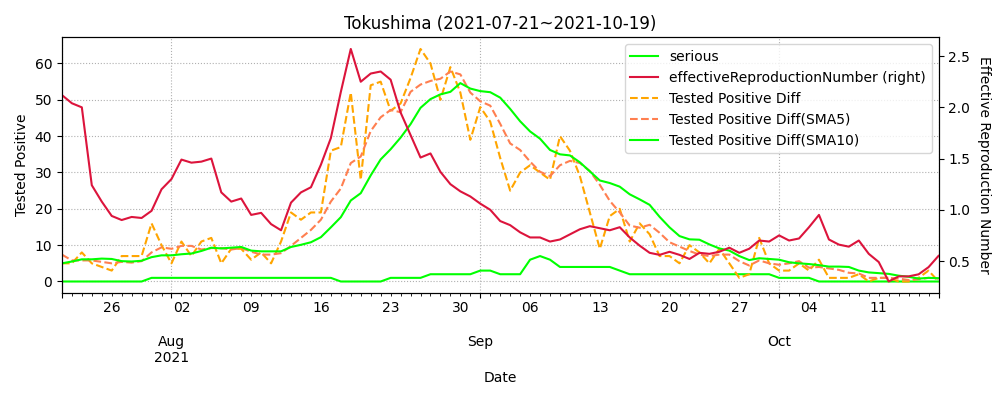 Tokushima (2021-07-21~2021-10-19)
serious
effectiveReproductionNumber (right)
Tested Positive Diff
Tested Positive Diff(SMA5)
Tested Positive Diff(SMA10)
Tested Positive
60
50
40
30
20
10
0
2.5
2.0
1.5
1.0
0.5
Effective Reproduction Number
26 02 09 16 23 30 06 13 20 27 04 11
Aug Sep Oct
2021
Date